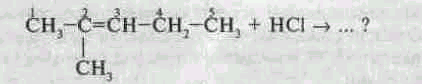 1 2 3 4 5
CH₃–C=CH–CH₂–CH₃ + HCl → ... ?
|
CH₃